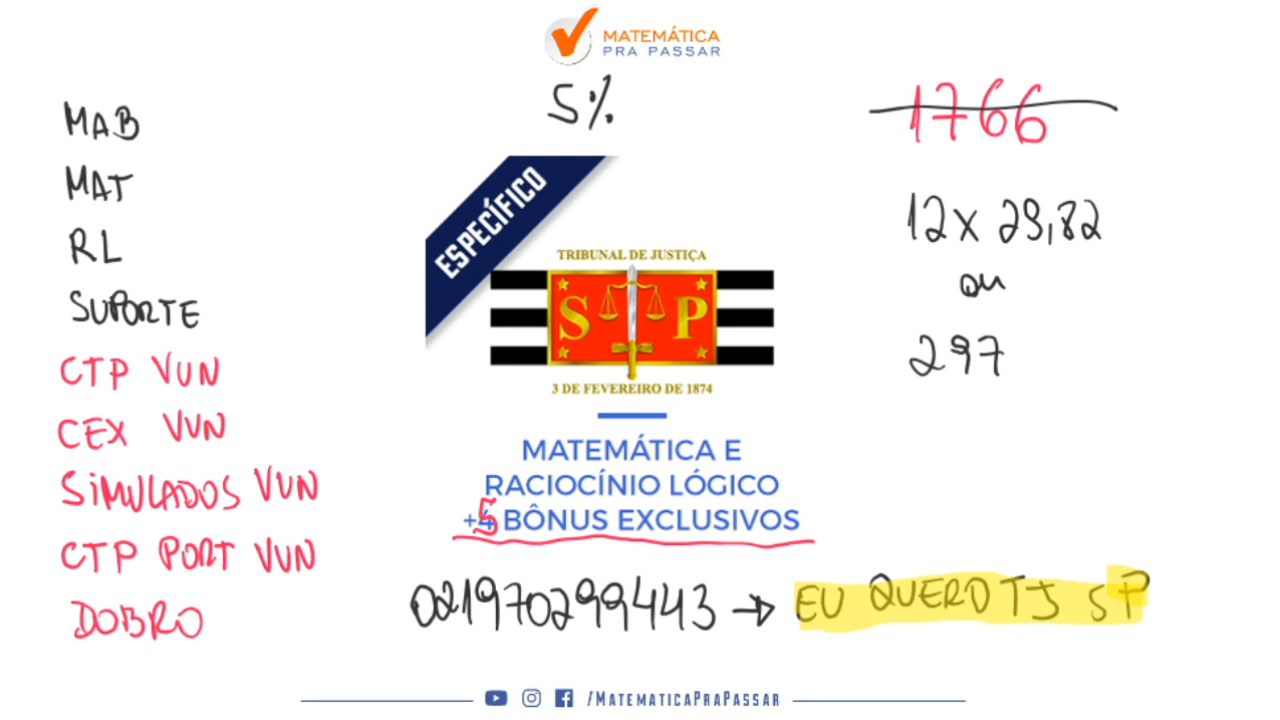 MATEMÁTICA
PRA PASSAR
MAB
MAT
RL
SUPORTE
CTP VUN
CEX VUN
SIMULADOS VUN
CTP PORT VUN
DOBRO
5%
ESPECÍFICO
TRIBUNAL DE JUSTIÇA
S P
3 DE FEVEREIRO DE 1874
MATEMÁTICA E
RACIOCÍNIO LÓGICO
+5 BÔNUS EXCLUSIVOS
1766
12x 29,82
ou
297
021970299443 → EU QUERO TJ SP
/MATEMATICAPRAPASSAR